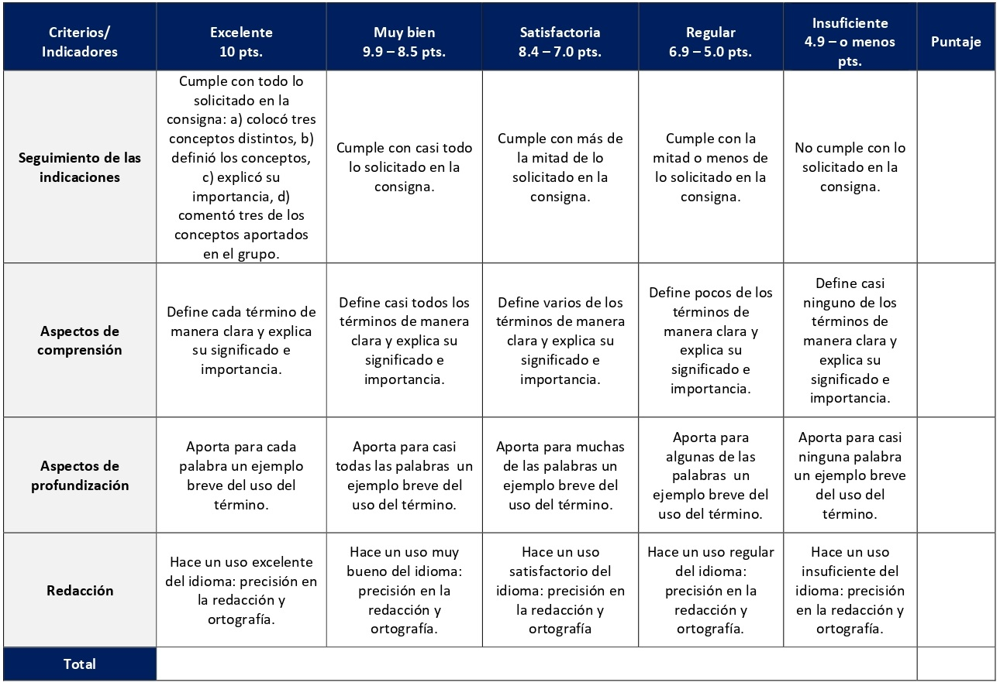 Criterios/
Indicadores
Excelente
10 pts.
Muy bien
9.9 – 8.5 pts.
Satisfactoria
8.4 – 7.0 pts.
Regular
6.9 – 5.0 pts.
Insuficiente
4.9 – o menos
pts.
Puntaje
Seguimiento de las
indicaciones
Cumple con todo lo
solicitado en la
consigna: a) colocó tres
conceptos distintos, b)
definió los conceptos,
c) explicó su
importancia, d)
comentó tres de los
conceptos aportados
en el grupo.
Cumple con casi todo
lo solicitado en la
consigna.
Cumple con más de
la mitad de lo
solicitado en la
consigna.
Cumple con la
mitad o menos de
lo solicitado en la
consigna.
No cumple con lo
solicitado en la
consigna.
Aspectos de
comprensión
Define cada término de
manera clara y explica
su significado e
importancia.
Define casi todos los
términos de manera
clara y explica su
significado e
importancia.
Define varios de los
términos de manera
clara y explica su
significado e
importancia.
Define pocos de los
términos de
manera clara y
explica su
significado e
importancia.
Define casi
ninguno de los
términos de
manera clara y
explica su
significado e
importancia.
Aspectos de
profundización
Aporta para cada
palabra un ejemplo
breve del uso del
término.
Aporta para casi
todas las palabras un
ejemplo breve del
uso del término.
Aporta para muchas
de las palabras un
ejemplo breve del
uso del término.
Aporta para
algunas de las
palabras un
ejemplo breve del
uso del término.
Aporta para casi
ninguna palabra
un ejemplo breve
del uso del
término.
Redacción
Hace un uso excelente
del idioma: precisión en
la redacción y
ortografía.
Hace un uso muy
bueno del idioma:
precisión en la
redacción y
ortografía.
Hace un uso
satisfactorio del
idioma: precisión en
la redacción y
ortografía
Hace un uso regular
del idioma:
precisión en la
redacción y
ortografía.
Hace un uso
insuficiente del
idioma: precisión
en la redacción y
ortografía.
Total